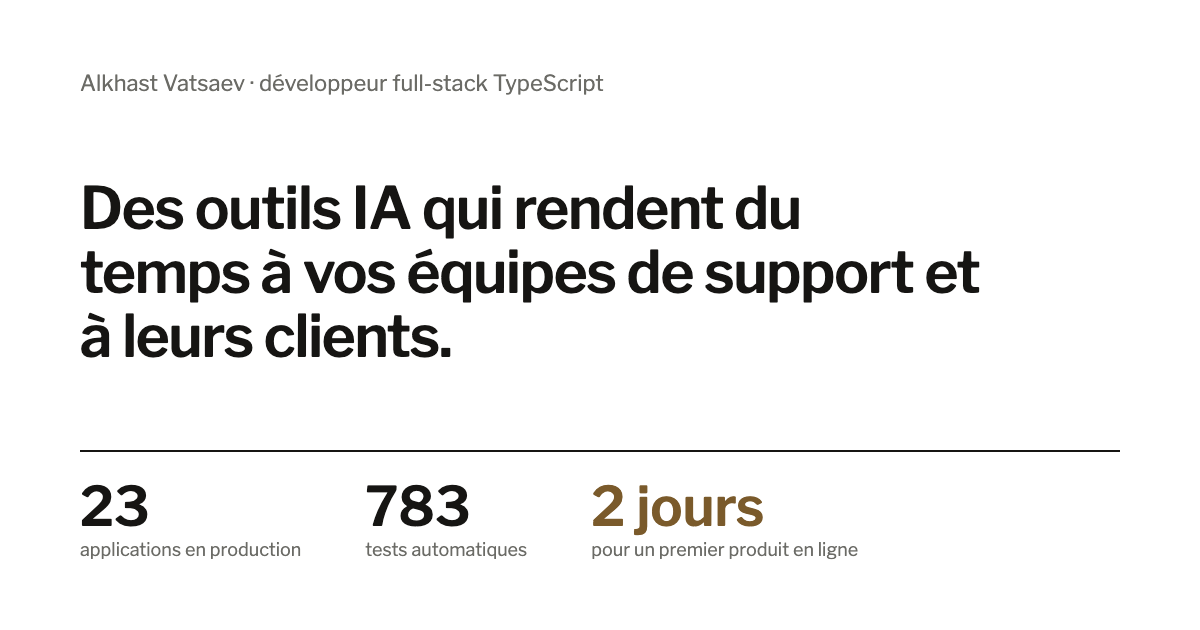 Alkhast Vatsaev · développeur full-stack TypeScript
Des outils IA qui rendent du
temps à vos équipes de support et
à leurs clients.
23
applications en production
783
tests automatiques
2 jours
pour un premier produit en ligne